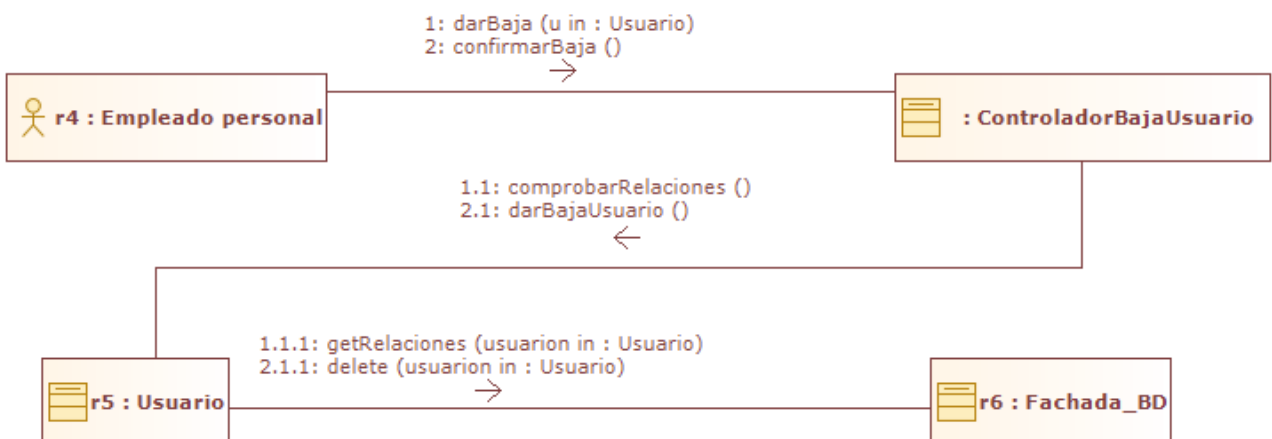 1: darBaja (u in : Usuario)
2: confirmarBaja ()
r4 : Empleado personal
: ControladorBajaUsuario
1.1: comprobarRelaciones ()
2.1: darBajaUsuario ()
1.1.1: getRelaciones (usuarion in : Usuario)
2.1.1: delete (usuarion in : Usuario)
r5 : Usuario
r6 : Fachada_BD